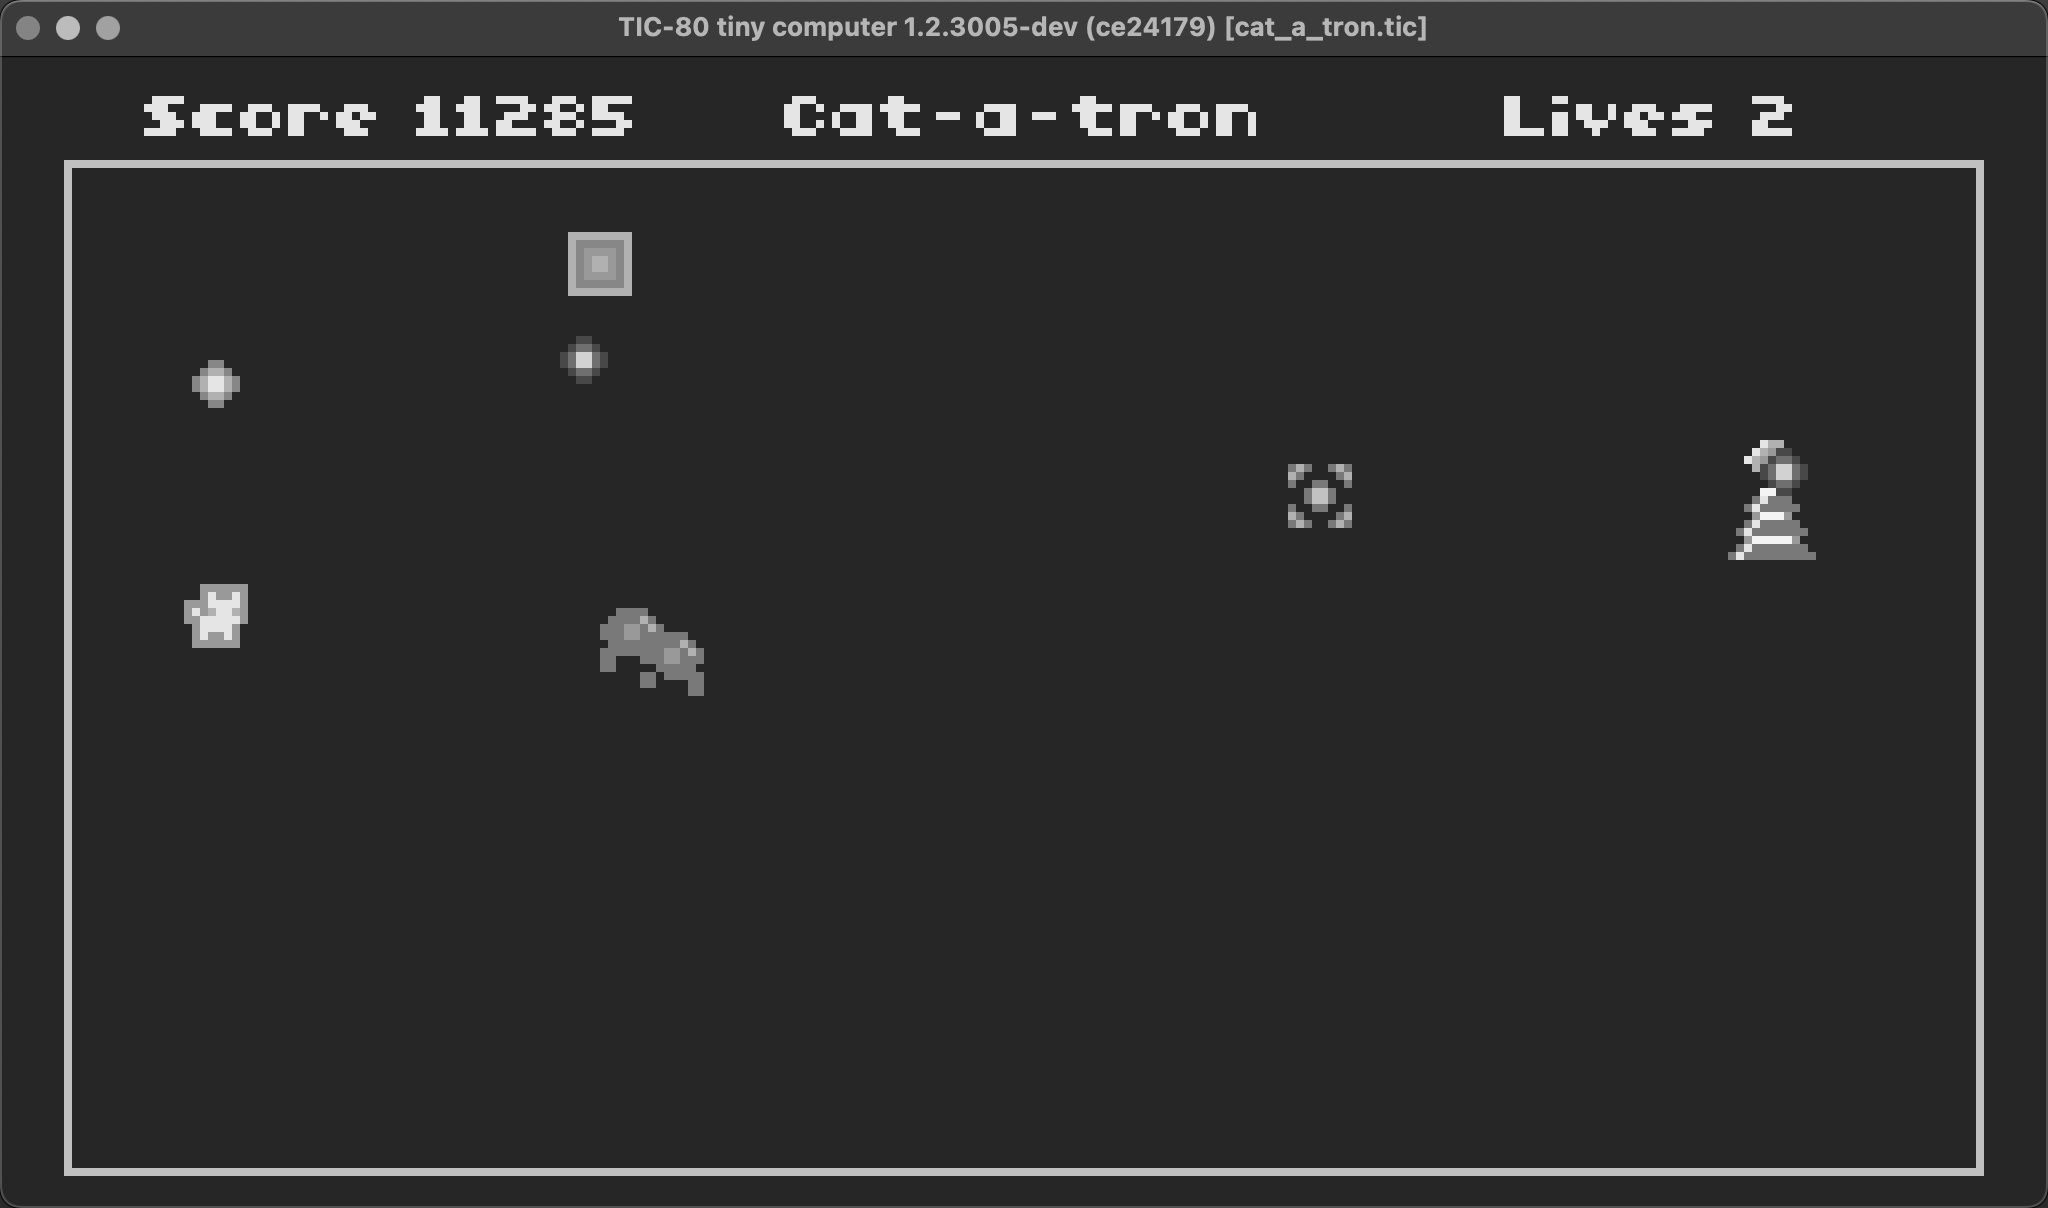 TIC-80 tiny computer 1.2.3005-dev (ce24179) [cat_a_tron.tic]
Score 11285 Cat-a-tron Lives 2